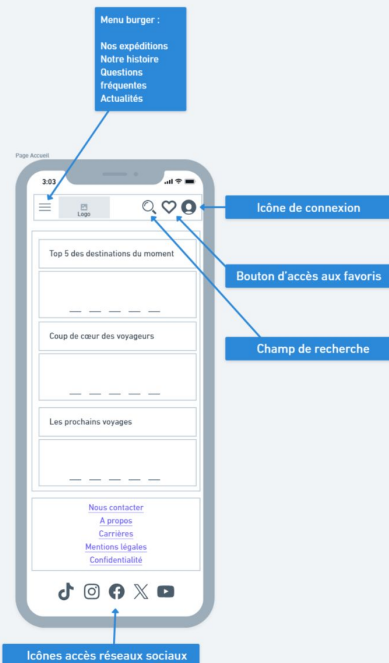 Menu burger :
Nos expéditions
Notre histoire
Questions
fréquentes
Actualités
Page Accueil
3:03
Logo
Icône de connexion
Bouton d'accès aux favoris
Champ de recherche
Top 5 des destinations du moment
Coup de cœur des voyageurs
Les prochains voyages
Nous contacter
A propos
Carrières
Mentions légales
Confidentialité
Icônes accès réseaux sociaux